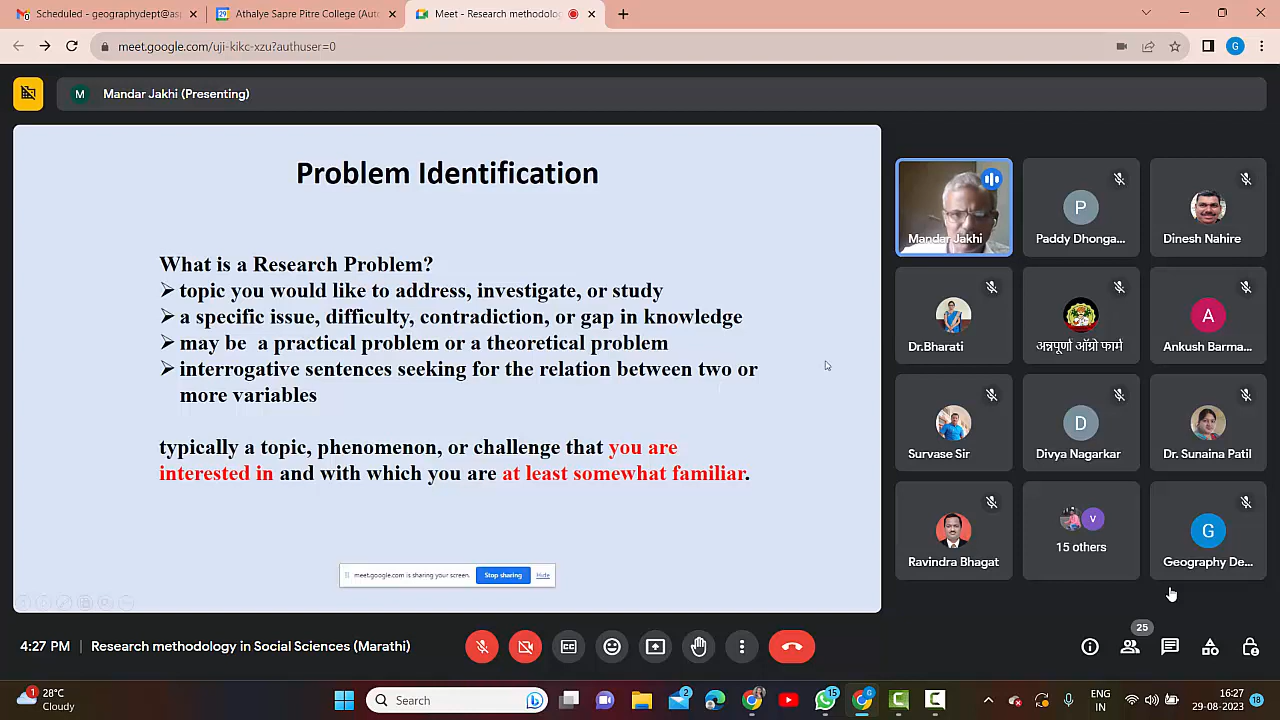 Scheduled - geographydept@as
Athalye Sapre Pitre College (Auto
Meet - Research methodolo
meet.google.com/uji-kikc-xzu?authuser=0
G
M Mandar Jakhi (Presenting)
Problem Identification
What is a Research Problem?
➢ topic you would like to address, investigate, or study
➢ a specific issue, difficulty, contradiction, or gap in knowledge
➢ may be  a practical problem or a theoretical problem
➢ interrogative sentences seeking for the relation between two or
more variables
typically a topic, phenomenon, or challenge that you are
interested in and with which you are at least somewhat familiar.
meet.google.com is sharing your screen. Stop sharing Hide
Mandar Jakhi
P
Paddy Dhonga...
Dinesh Nahire
Dr.Bharati
अन्नपूर्णा ऑग्रो फार्म
A
Ankush Barma...
Survase Sir
D
Divya Nagarkar
Dr. Sunaina Patil
Ravindra Bhagat
V
15 others
G
Geography De...
4:27 PM | Research methodology in Social Sciences (Marathi)
25
1
28°C
Cloudy
Search
2
15
G
ENG
IN
16:27
29-08-2023
18